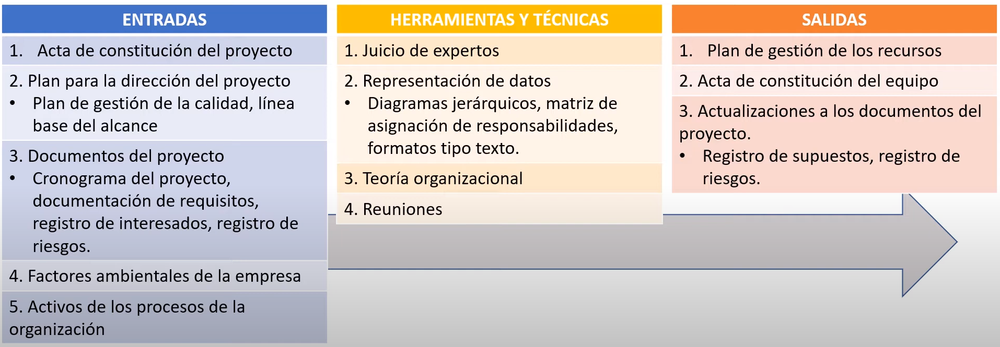 ENTRADAS
1. Acta de constitución del proyecto
2. Plan para la dirección del proyecto
• Plan de gestión de la calidad, línea
base del alcance
3. Documentos del proyecto
• Cronograma del proyecto,
documentación de requisitos,
registro de interesados, registro de
riesgos.
4. Factores ambientales de la empresa
5. Activos de los procesos de la
organización
HERRAMIENTAS Y TÉCNICAS
1. Juicio de expertos
2. Representación de datos
• Diagramas jerárquicos, matriz de
asignación de responsabilidades,
formatos tipo texto.
3. Teoría organizacional
4. Reuniones
SALIDAS
1. Plan de gestión de los recursos
2. Acta de constitución del equipo
3. Actualizaciones a los documentos del
proyecto.
• Registro de supuestos, registro de
riesgos.